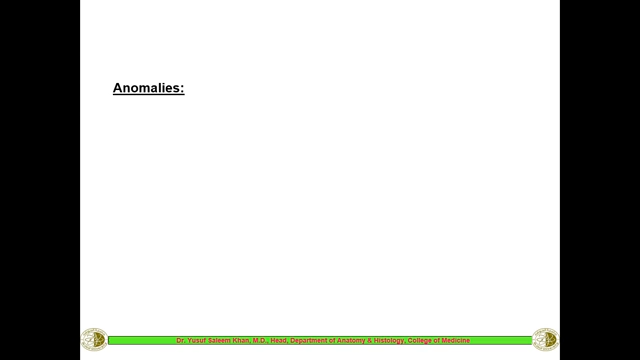 Anomalies:
Dr. Yusuf Saleem Khan, M.D., Head, Department of Anatomy & Histology, College of Medicine